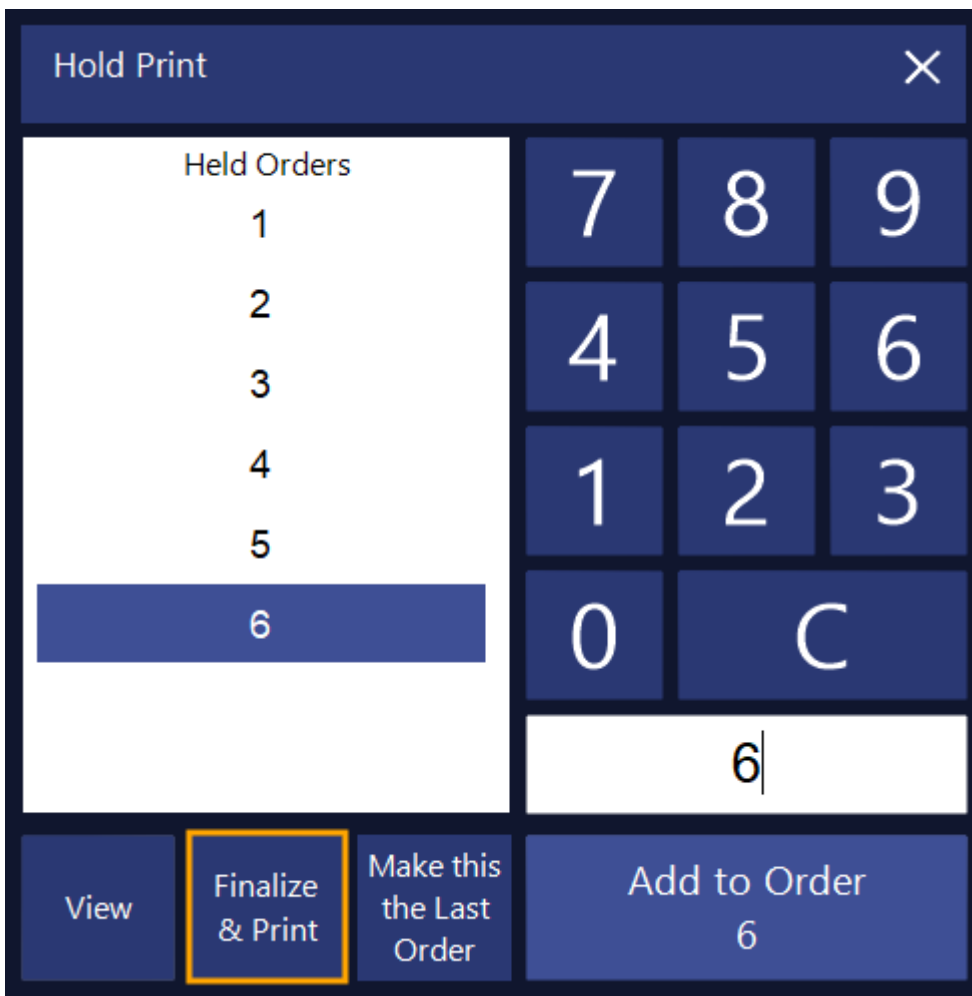 Hold Print
Held Orders
1
2
3
4
5
6
7 8 9
4 5 6
1 2 3
0 C
6
View
Finalize
& Print
Make this
the Last
Order
Add to Order
6